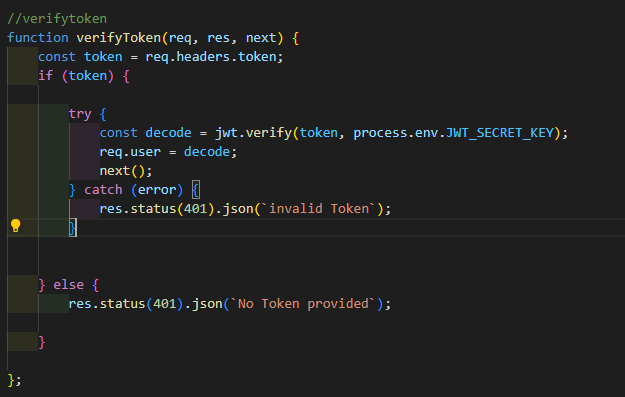 //verifytoken
function verifyToken(req, res, next) {
    const token = req.headers.token;
    if (token) {
        try {
            const decode = jwt.verify(token, process.env.JWT_SECRET_KEY);
            req.user = decode;
            next();
        } catch (error) {
            res.status(401).json(`invalid Token`);
        }
    } else {
        res.status(401).json(`No Token provided`);
    }
};